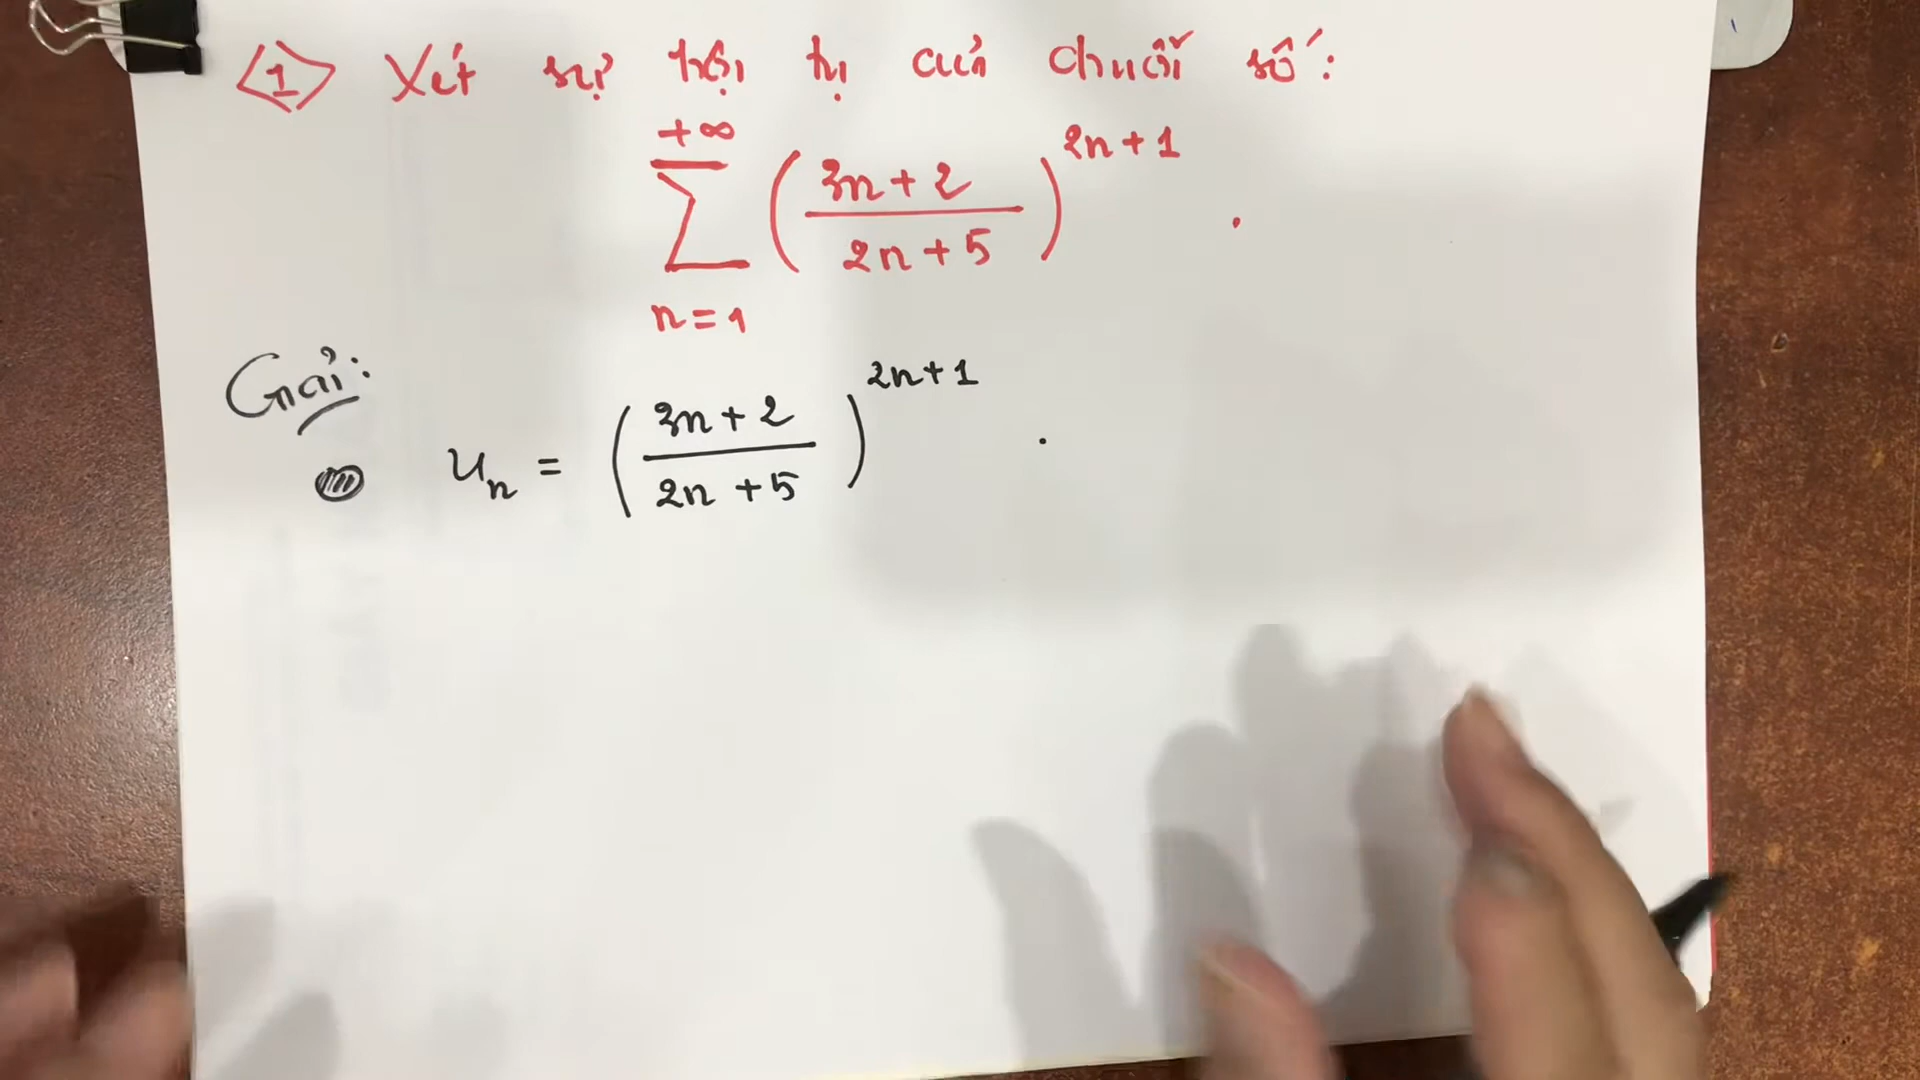 <1> Xét sự hội tụ của chuỗi số:
+∞
∑ ( (3n+2)/(2n+5) )^(2n+1) .
n=1
Giải:
u_n = ( (3n+2)/(2n+5) )^(2n+1) .